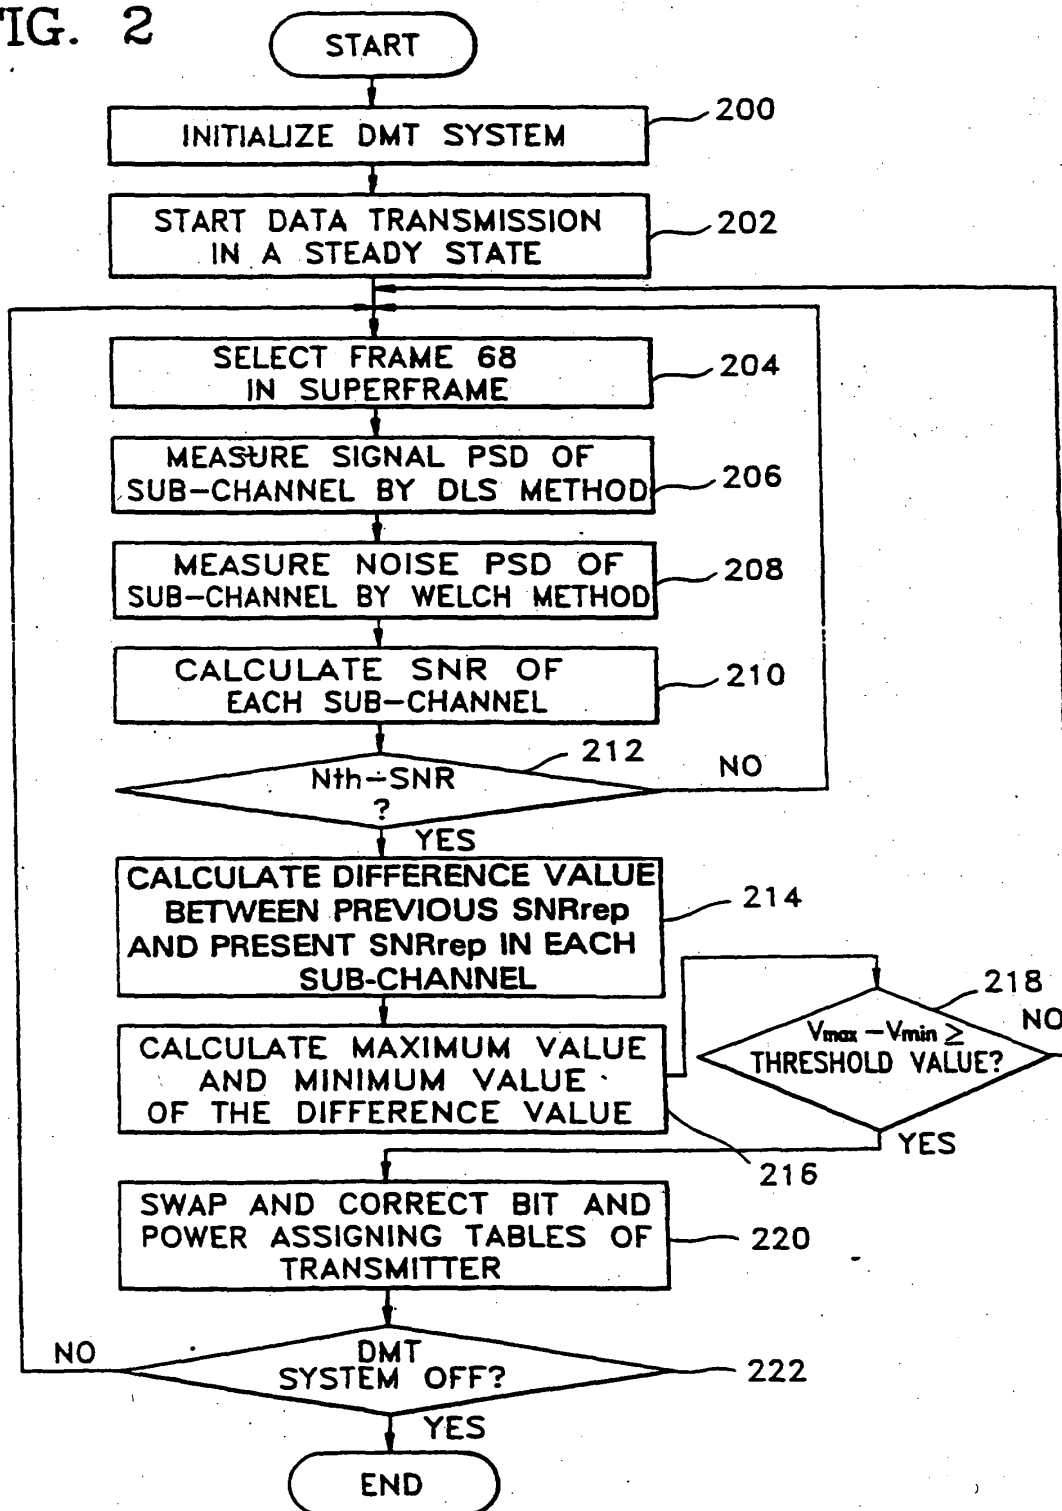 FIG. 2
START
INITIALIZE DMT SYSTEM
200
START DATA TRANSMISSION
IN A STEADY STATE
202
SELECT FRAME 68
IN SUPERFRAME
204
MEASURE SIGNAL PSD OF
SUB-CHANNEL BY DLS METHOD
206
MEASURE NOISE PSD OF
SUB-CHANNEL BY WELCH METHOD
208
CALCULATE SNR OF
EACH SUB-CHANNEL
210
Nth-SNR
?
212
NO
YES
CALCULATE DIFFERENCE VALUE
BETWEEN PREVIOUS SNRrep
AND PRESENT SNRrep IN EACH
SUB-CHANNEL
214
CALCULATE MAXIMUM VALUE
AND MINIMUM VALUE
OF THE DIFFERENCE VALUE
216
Vmax - Vmin ≥
THRESHOLD VALUE?
218
NO
YES
SWAP AND CORRECT BIT AND
POWER ASSIGNING TABLES OF
TRANSMITTER
220
DMT
SYSTEM OFF?
222
NO
YES
END